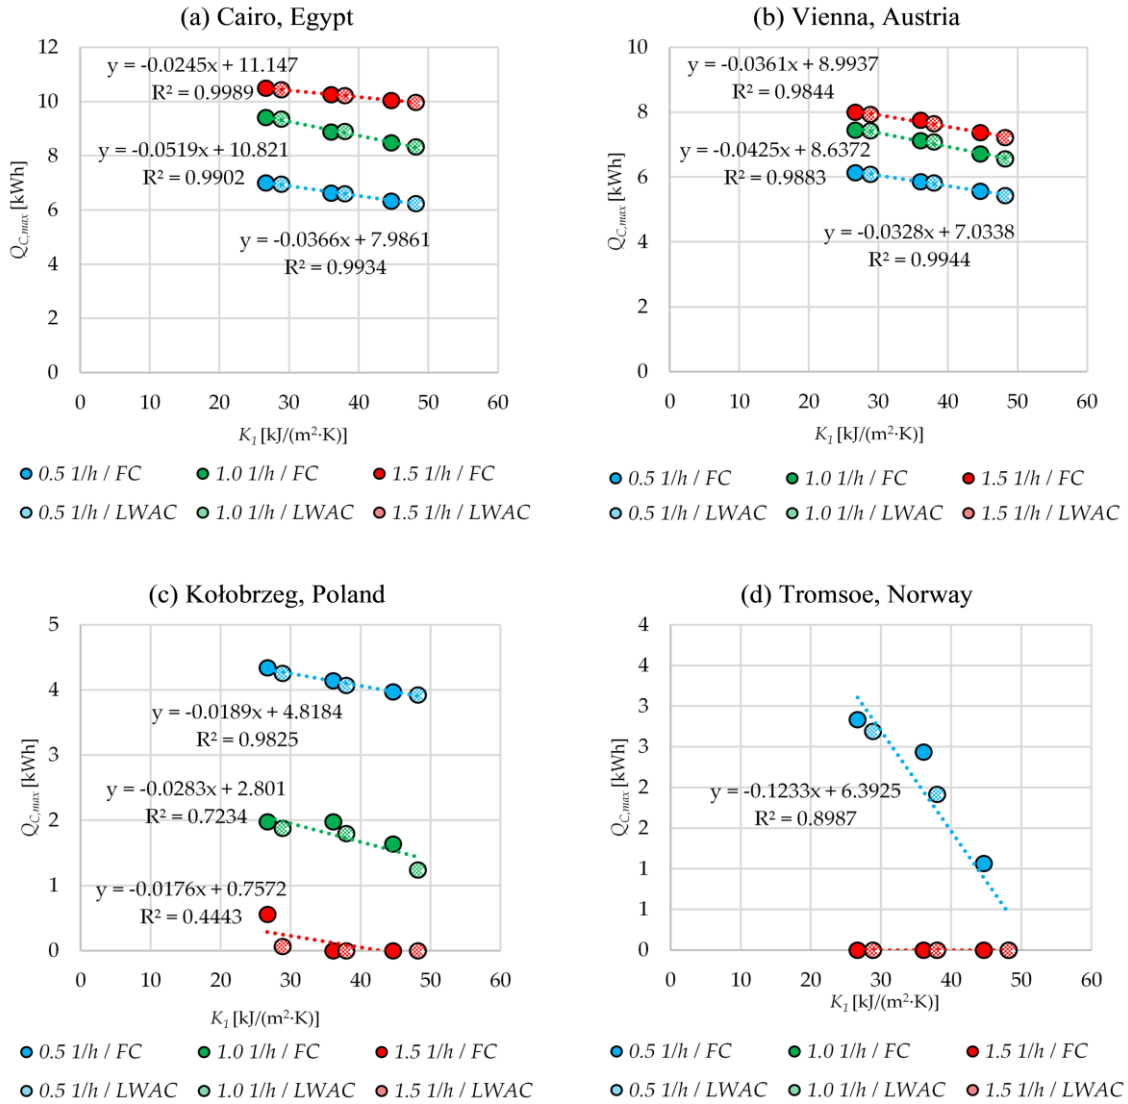 (a) Cairo, Egypt
12
10
8
6
4
2
0
Q_C,max [kWh]
y = -0.0245x + 11.147
R² = 0.9989
y = -0.0519x + 10.821
R² = 0.9902
y = -0.0366x + 7.9861
R² = 0.9934
0 10 20 30 40 50 60
K_1 [kJ/(m²·K)]
0.5 1/h / FC 1.0 1/h / FC 1.5 1/h / FC
0.5 1/h / LWAC 1.0 1/h / LWAC 1.5 1/h / LWAC
(b) Vienna, Austria
10
8
6
4
2
0
Q_C,max [kWh]
y = -0.0361x + 8.9937
R² = 0.9844
y = -0.0425x + 8.6372
R² = 0.9883
y = -0.0328x + 7.0338
R² = 0.9944
0 10 20 30 40 50 60
K_1 [kJ/(m²·K)]
0.5 1/h / FC 1.0 1/h / FC 1.5 1/h / FC
0.5 1/h / LWAC 1.0 1/h / LWAC 1.5 1/h / LWAC
(c) Kołobrzeg, Poland
5
4
3
2
1
0
Q_C,max [kWh]
y = -0.0189x + 4.8184
R² = 0.9825
y = -0.0283x + 2.801
R² = 0.7234
y = -0.0176x + 0.7572
R² = 0.4443
0 10 20 30 40 50 60
K_1 [kJ/(m²·K)]
0.5 1/h / FC 1.0 1/h / FC 1.5 1/h / FC
0.5 1/h / LWAC 1.0 1/h / LWAC 1.5 1/h / LWAC
(d) Tromsoe, Norway
4
4
3
3
2
2
1
1
0
Q_C,max [kWh]
y = -0.1233x + 6.3925
R² = 0.8987
0 10 20 30 40 50 60
K_1 [kJ/(m²·K)]
0.5 1/h / FC 1.0 1/h / FC 1.5 1/h / FC
0.5 1/h / LWAC 1.0 1/h / LWAC 1.5 1/h / LWAC